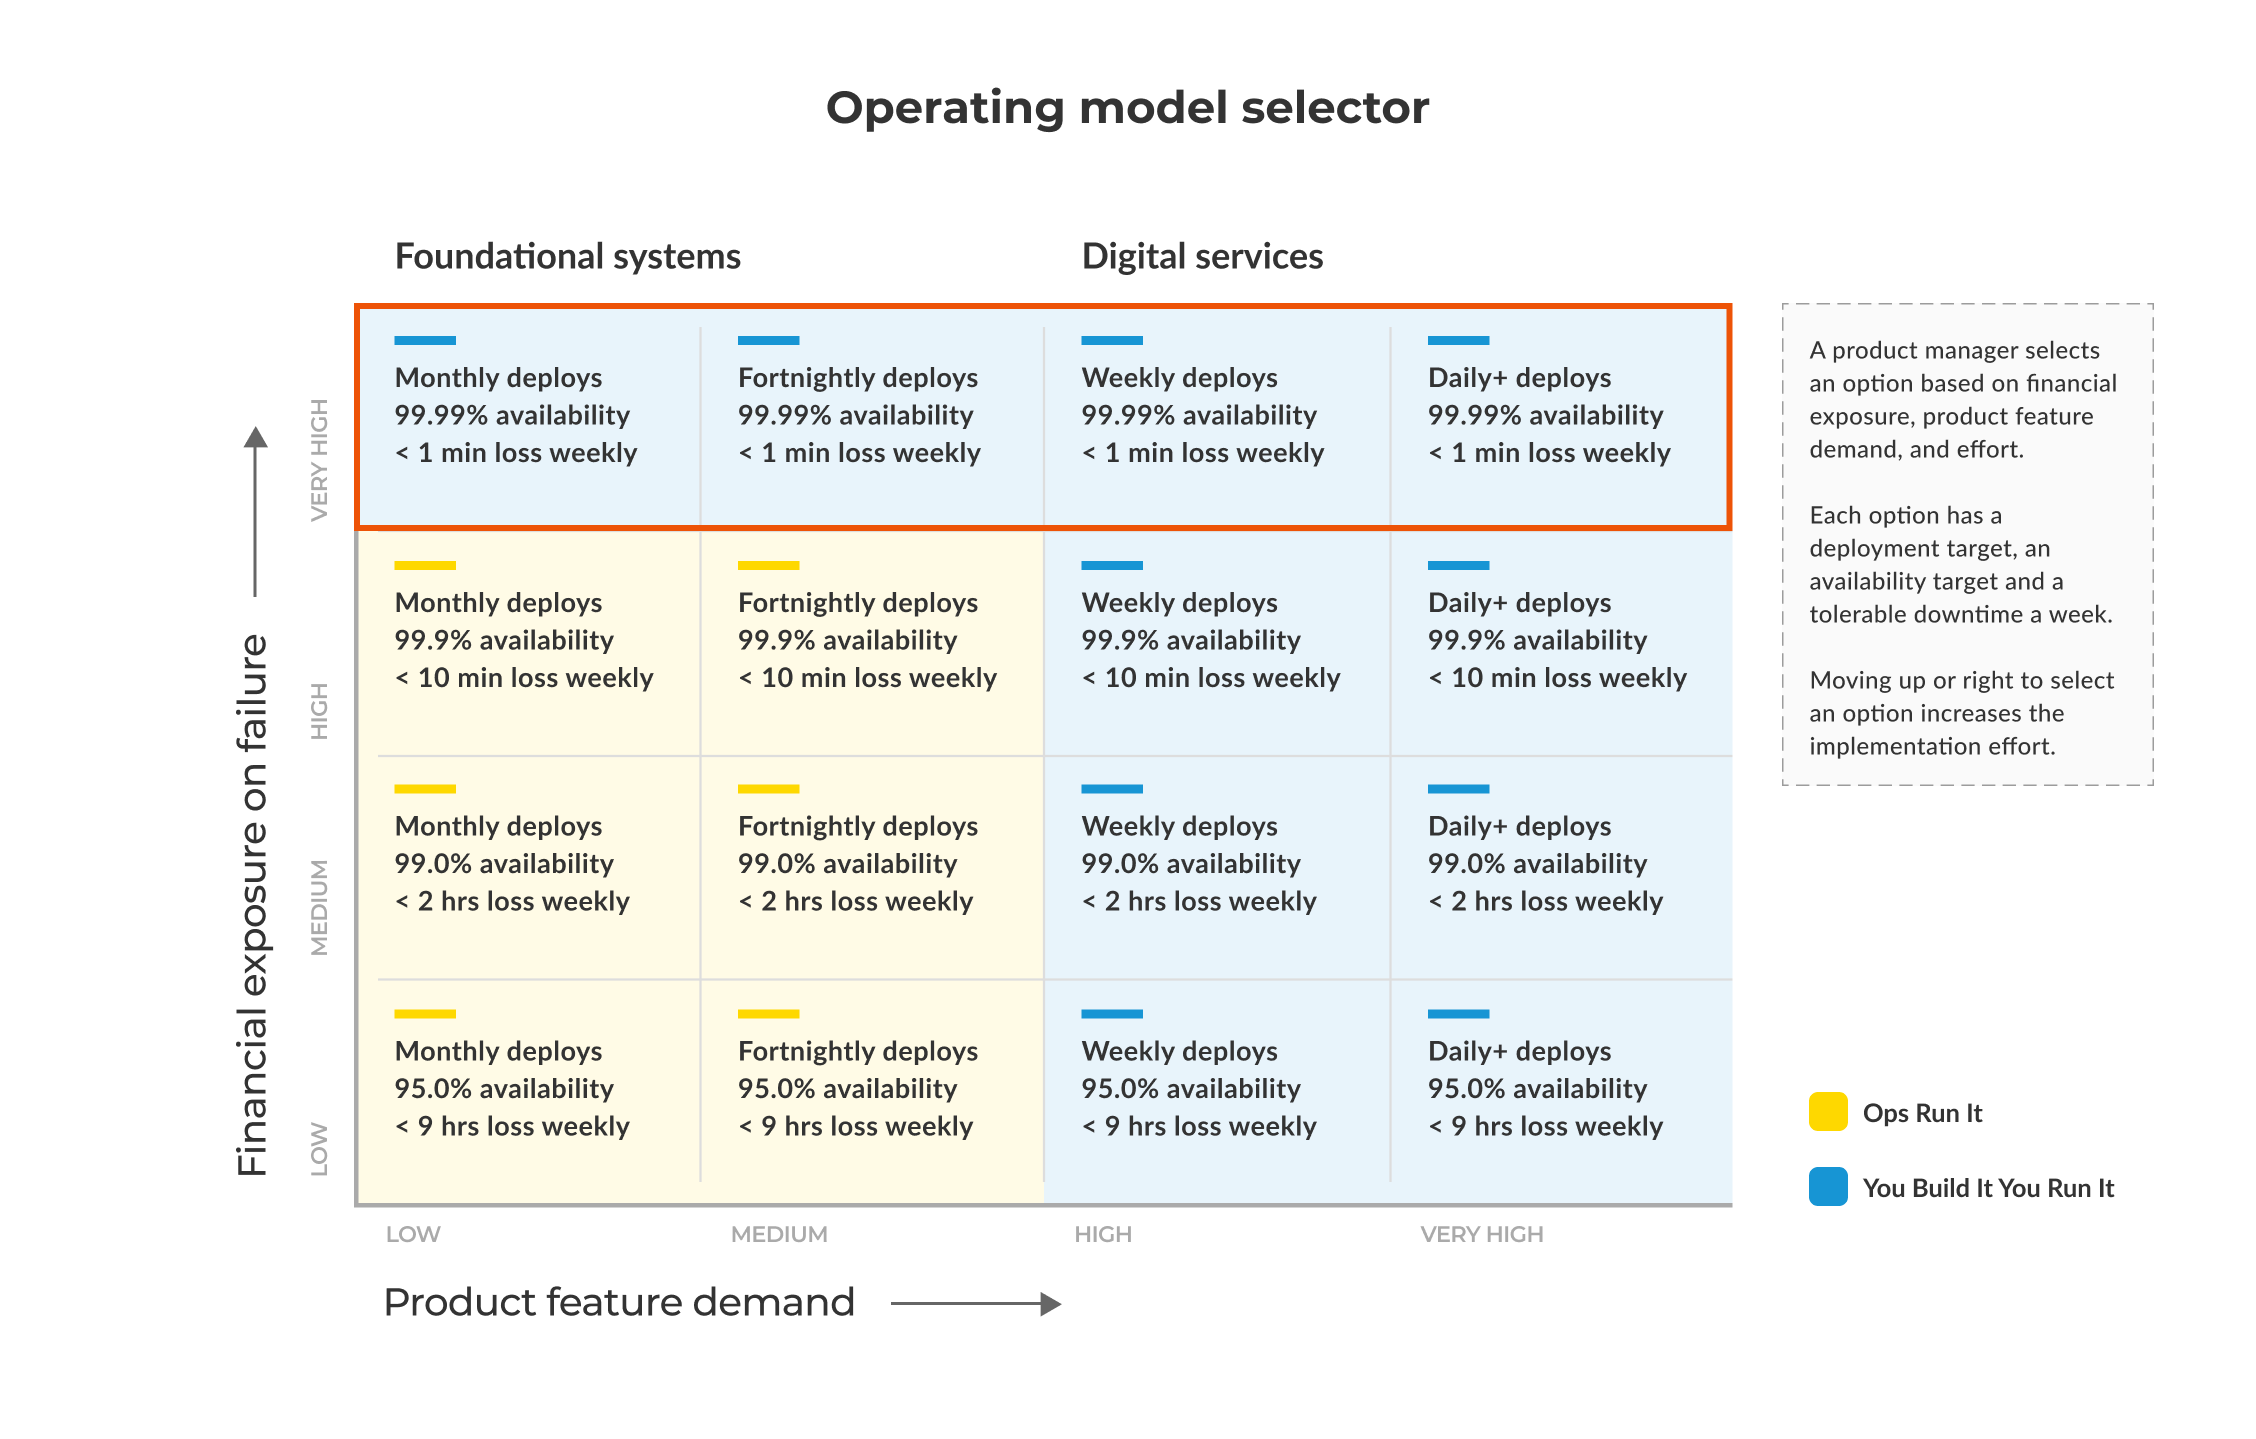 Operating model selector
Foundational systems
Digital services
Financial exposure on failure
VERY HIGH
Monthly deploys
99.99% availability
< 1 min loss weekly
Fortnightly deploys
99.99% availability
< 1 min loss weekly
Weekly deploys
99.99% availability
< 1 min loss weekly
Daily+ deploys
99.99% availability
< 1 min loss weekly
HIGH
Monthly deploys
99.9% availability
< 10 min loss weekly
Fortnightly deploys
99.9% availability
< 10 min loss weekly
Weekly deploys
99.9% availability
< 10 min loss weekly
Daily+ deploys
99.9% availability
< 10 min loss weekly
MEDIUM
Monthly deploys
99.0% availability
< 2 hrs loss weekly
Fortnightly deploys
99.0% availability
< 2 hrs loss weekly
Weekly deploys
99.0% availability
< 2 hrs loss weekly
Daily+ deploys
99.0% availability
< 2 hrs loss weekly
LOW
Monthly deploys
95.0% availability
< 9 hrs loss weekly
Fortnightly deploys
95.0% availability
< 9 hrs loss weekly
Weekly deploys
95.0% availability
< 9 hrs loss weekly
Daily+ deploys
95.0% availability
< 9 hrs loss weekly
LOW
MEDIUM
HIGH
VERY HIGH
Product feature demand
A product manager selects
an option based on financial
exposure, product feature
demand, and effort.
Each option has a
deployment target, an
availability target and a
tolerable downtime a week.
Moving up or right to select
an option increases the
implementation effort.
Ops Run It
You Build It You Run It